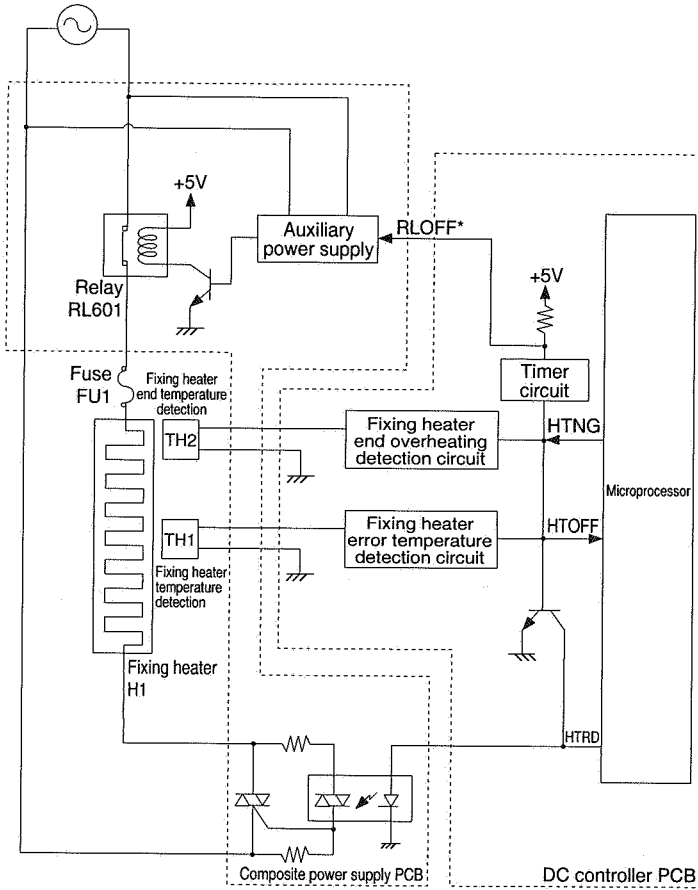 +5V
Auxiliary
power supply
RLOFF*
Relay
RL601
+5V
Timer
circuit
Fuse
FU1
Fixing heater
end temperature
detection
TH2
Fixing heater
end overheating
detection circuit
HTNG
Microprocessor
TH1
Fixing heater
error temperature
detection circuit
HTOFF
Fixing heater
temperature
detection
Fixing heater
H1
HTRD
Composite power supply PCB
DC controller PCB